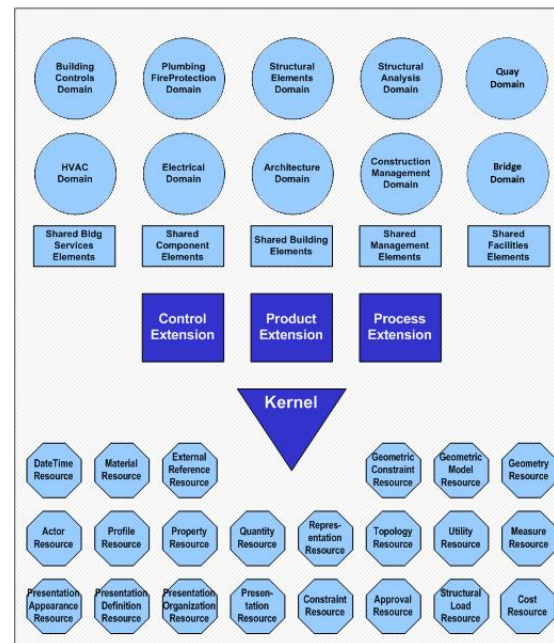 Building
Controls
Domain
Plumbing
FireProtection
Domain
Structural
Elements
Domain
Structural
Analysis
Domain
Quay
Domain
HVAC
Domain
Electrical
Domain
Architecture
Domain
Construction
Management
Domain
Bridge
Domain
Shared Bldg
Services
Elements
Shared
Component
Elements
Shared Building
Elements
Shared
Management
Elements
Shared
Facilities
Elements
Control
Extension
Product
Extension
Process
Extension
Kernel
DateTime
Resource
Material
Resource
External
Reference
Resource
Geometric
Constraint
Resource
Geometric
Model
Resource
Geometry
Resource
Actor
Resource
Profile
Resource
Property
Resource
Quantity
Resource
Repres-
entation
Resource
Topology
Resource
Utility
Resource
Measure
Resource
Presentation
Appearance
Resource
Presentation
Definition
Resource
Presentation
Organization
Resource
Presen-
tation
Resource
Constraint
Resource
Approval
Resource
Structural
Load
Resource
Cost
Resource